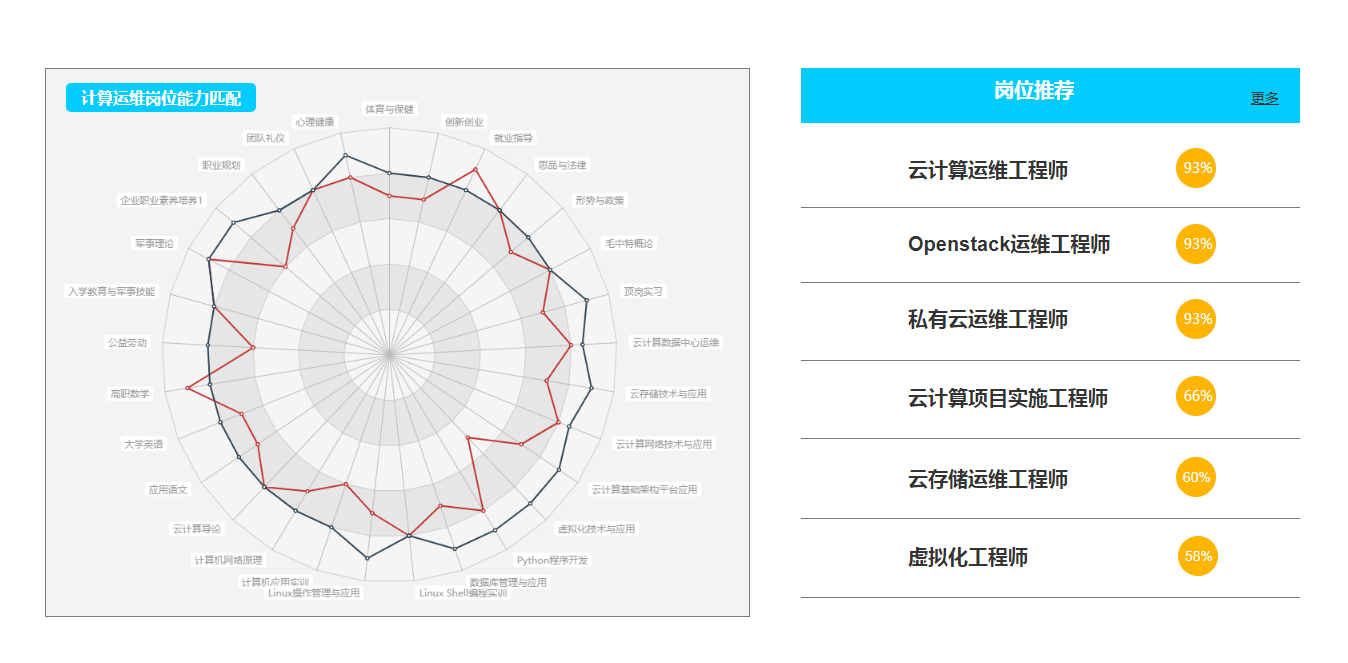 计算运维岗位能力匹配
体育与保健
创新创业
就业指导
思品与法律
形势与政策
毛中特概论
顶岗实习
云计算数据中心运维
云存储技术与应用
云计算网络技术与应用
云计算基础架构平台应用
虚拟化技术与应用
Python程序开发
数据库管理与应用
Linux Shell编程实训
Linux操作管理与应用
计算机应用实训
计算机网络原理
云计算导论
应用语文
大学英语
高职数学
公益劳动
入学教育与军事技能
军事理论
企业职业素养培养1
职业规划
团队礼仪
心理健康
岗位推荐
更多
云计算运维工程师 93%
Openstack运维工程师 93%
私有云运维工程师 93%
云计算项目实施工程师 66%
云存储运维工程师 60%
虚拟化工程师 58%